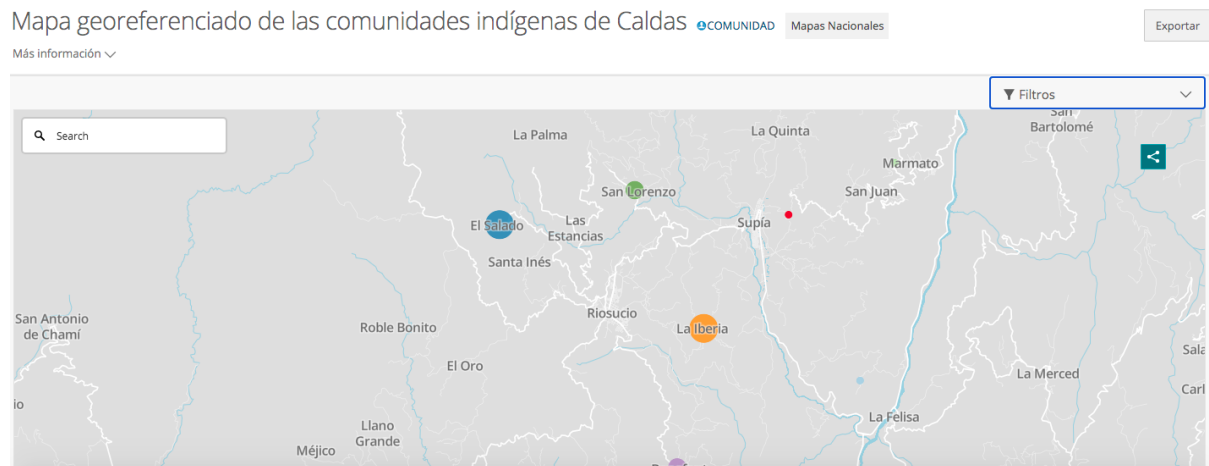 Mapa georeferenciado de las comunidades indígenas de Caldas COMUNIDAD Mapas Nacionales Exportar
Más información
Filtros
Search
San
Bartolomé
La Palma
La Quinta
Marmato
San Lorenzo
San Juan
El Salado
Las
Estancias
Supía
Santa Inés
San Antonio
de Chamí
Riosucio
Roble Bonito
La Iberia
Sala
El Oro
La Merced
Carl
io
La Felisa
Llano
Grande
Méjico